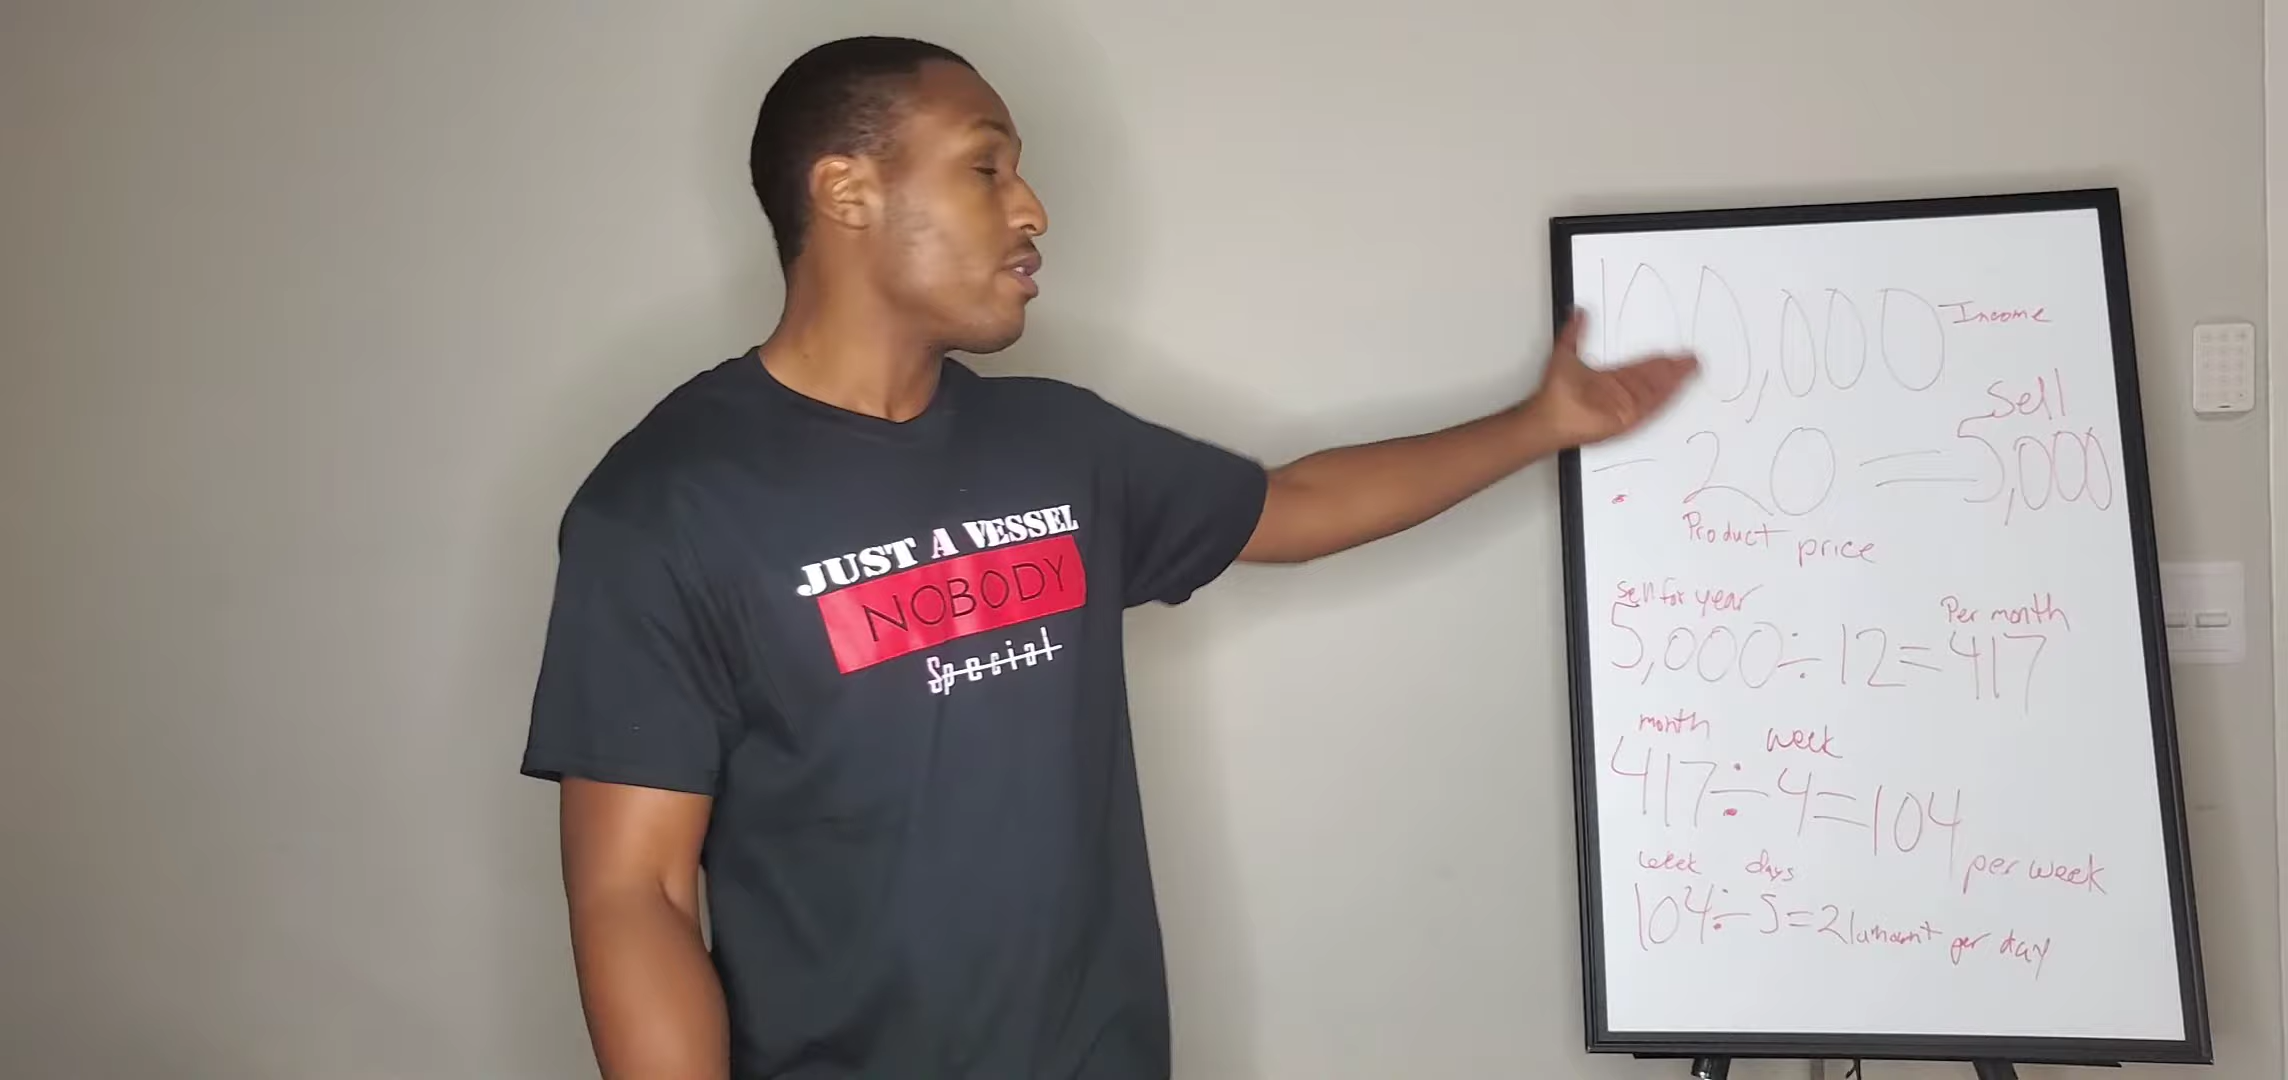 JUST A VESSEL
NOBODY
Special
100,000 Income
Sell
÷ 20 = 5,000
Product price
Sell for year Per month
5,000 ÷ 12 = 417
month week
417 ÷ 4 = 104
per week
week days
104 ÷ 5 = 21 amount per day